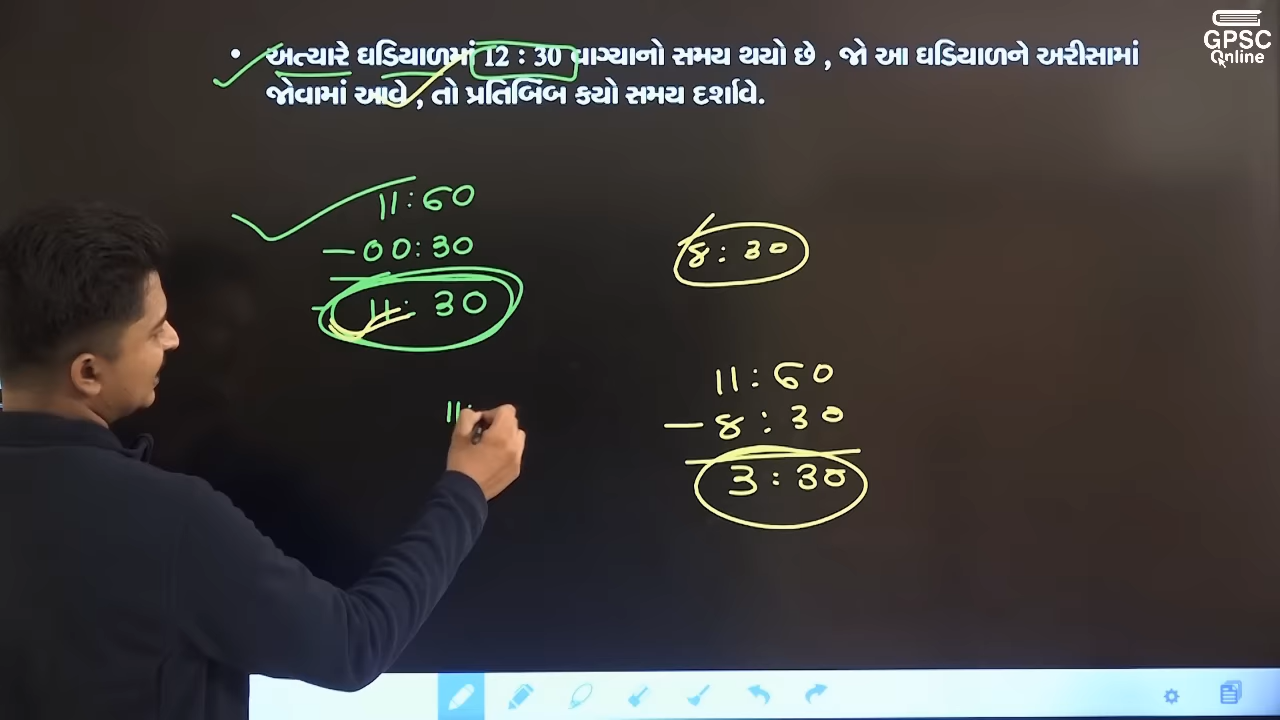 GPSC
Online
• અત્યારે ઘડિયાળમાં 12 : 30 વાગ્યાનો સમય થયો છે , જો આ ઘડિયાળને અરીસામાં
જોવામાં આવે , તો પ્રતિબિંબ કયો સમય દર્શાવે.
11:60
— 00:30
11:30
8:30
11:60
— 8:30
3:30
11: